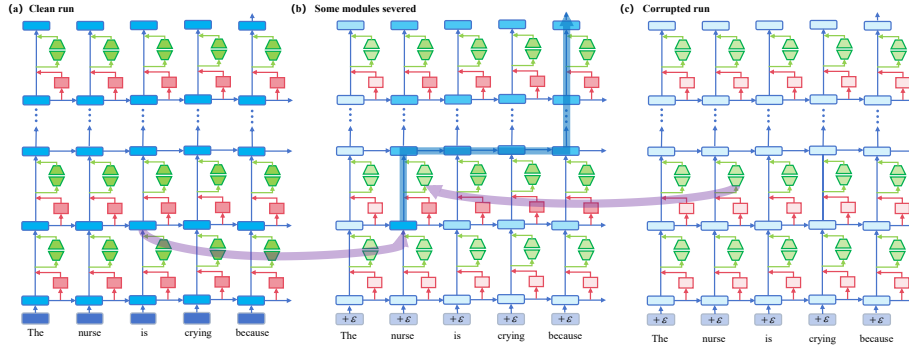 (a) Clean run
(b) Some modules severed
(c) Corrupted run
+ε +ε +ε +ε +ε
+ε +ε +ε +ε +ε
The nurse is crying because
The nurse is crying because
The nurse is crying because